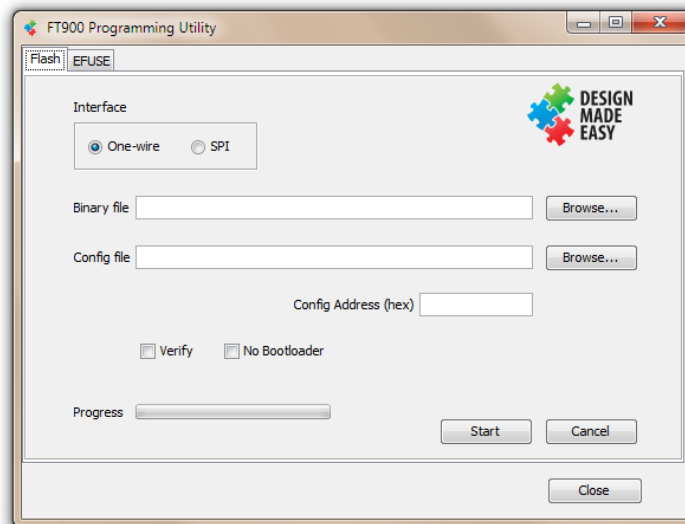 FT900 Programming Utility
Flash EFUSE
DESIGN
MADE
EASY
Interface
One-wire SPI
Binary file Browse...
Config file Browse...
Config Address (hex)
Verify No Bootloader
Progress
Start Cancel
Close